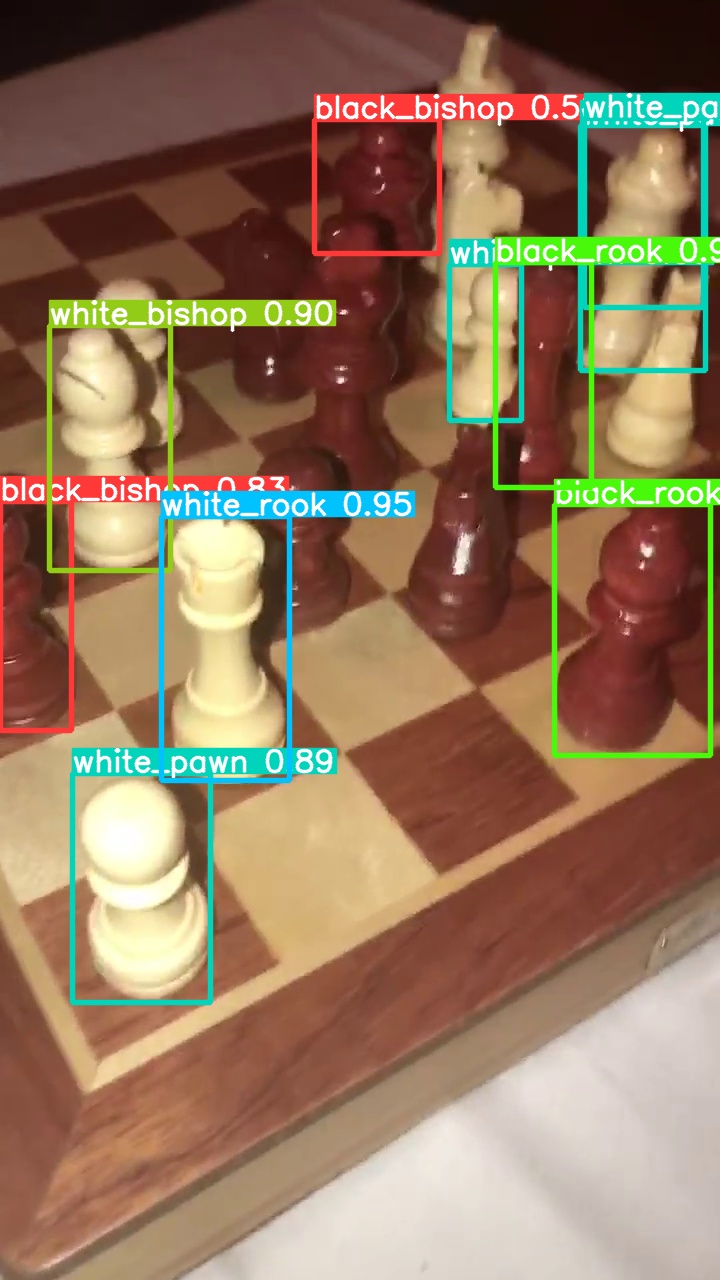 black_bishop 0.5
white_pa
whi
black_rook 0.9
white_bishop 0.90
black_bishop 0.83
white_rook 0.95
black_rook
white_pawn 0.89